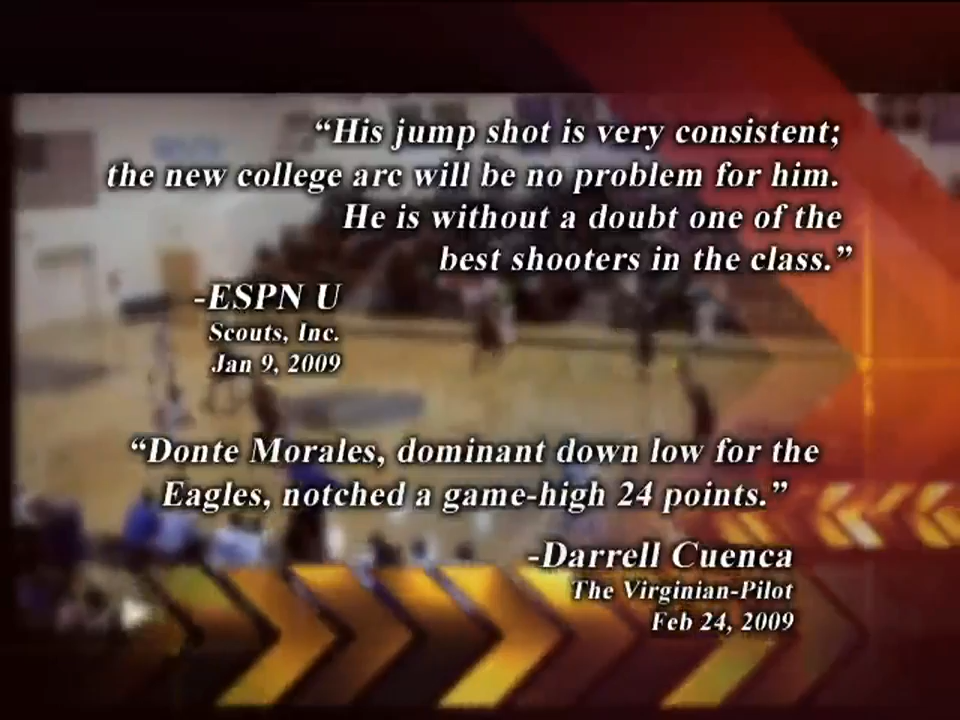 “His jump shot is very consistent;
the new college arc will be no problem for him.
He is without a doubt one of the
best shooters in the class.”
-ESPN U
Scouts, Inc.
Jan 9, 2009
“Donte Morales, dominant down low for the
Eagles, notched a game-high 24 points.”
-Darrell Cuenca
The Virginian-Pilot
Feb 24, 2009